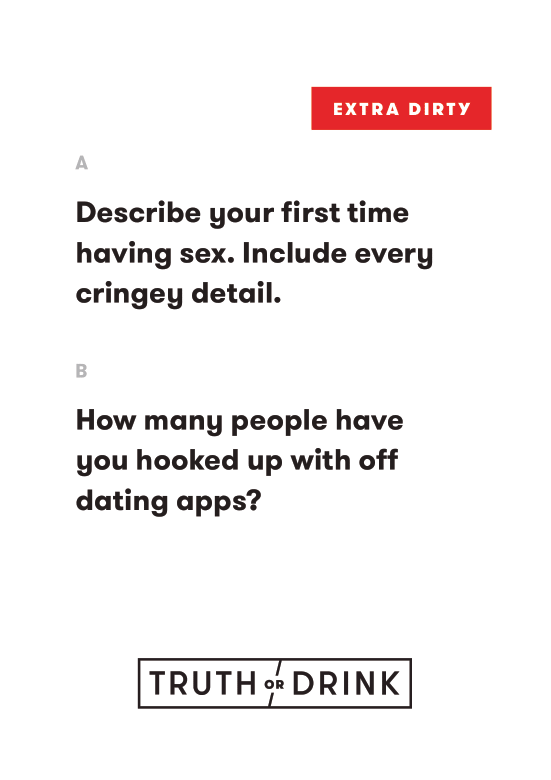 EXTRA DIRTY
A
Describe your first time
having sex. Include every
cringey detail.
B
How many people have
you hooked up with off
dating apps?
TRUTH OR DRINK